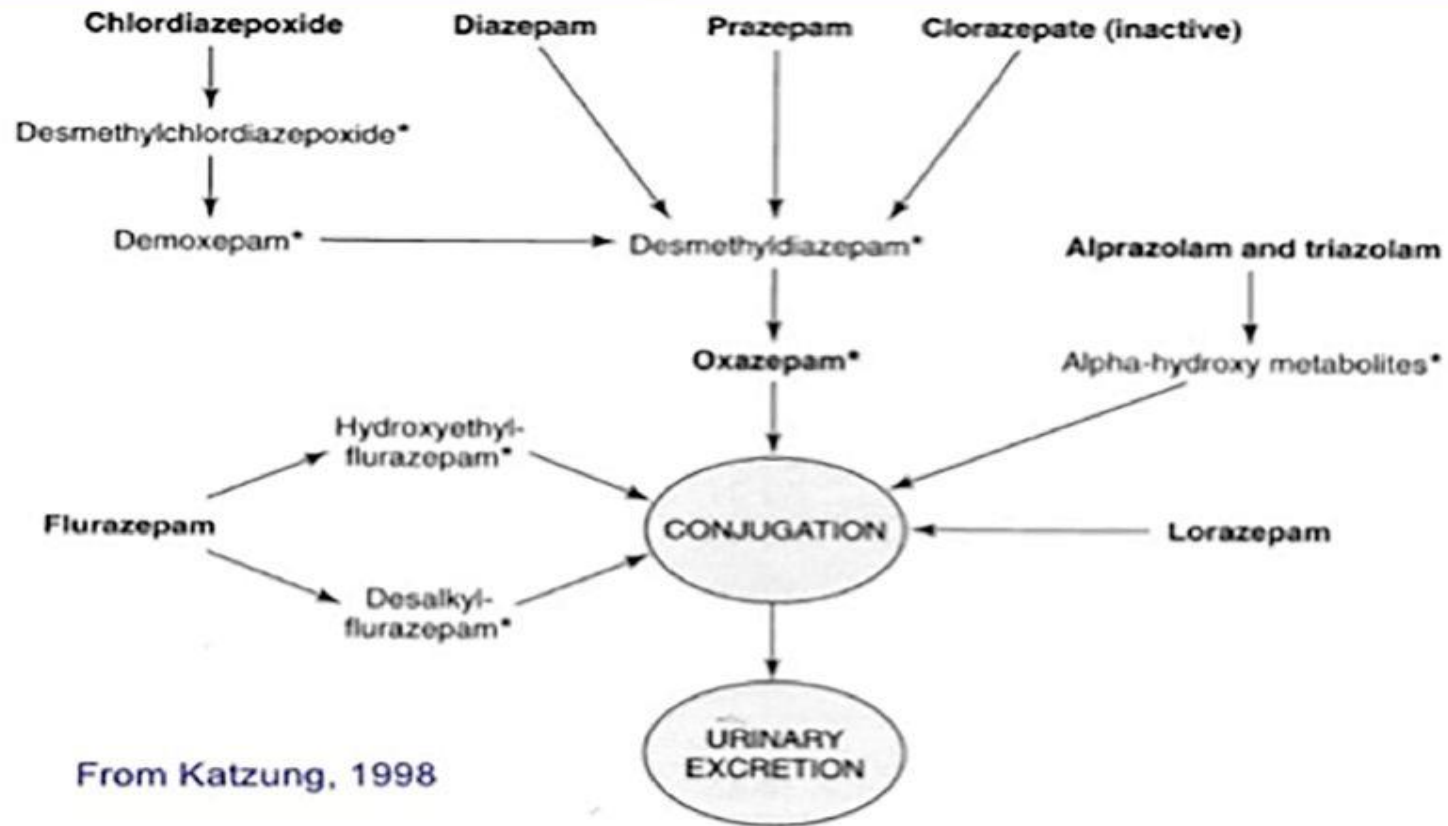 Chlordiazepoxide
Diazepam
Prazepam
Clorazepate (inactive)
Desmethylchlordiazepoxide*
Demoxepam*
Desmethyldiazepam*
Alprazolam and triazolam
Oxazepam*
Alpha-hydroxy metabolites*
Hydroxyethyl-
flurazepam*
Flurazepam
CONJUGATION
Lorazepam
Desalkyl-
flurazepam*
URINARY
EXCRETION
From Katzung, 1998